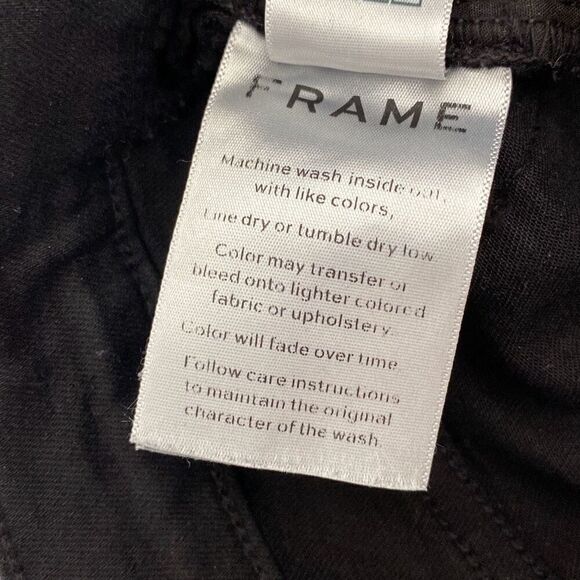 FRAME
Machine wash inside out,
with like colors,
Line dry or tumble dry low
Color may transfer or
bleed onto lighter colored
fabric or upholstery.
Color will fade over time
Follow care instructions
to maintain the original
character of the wash.